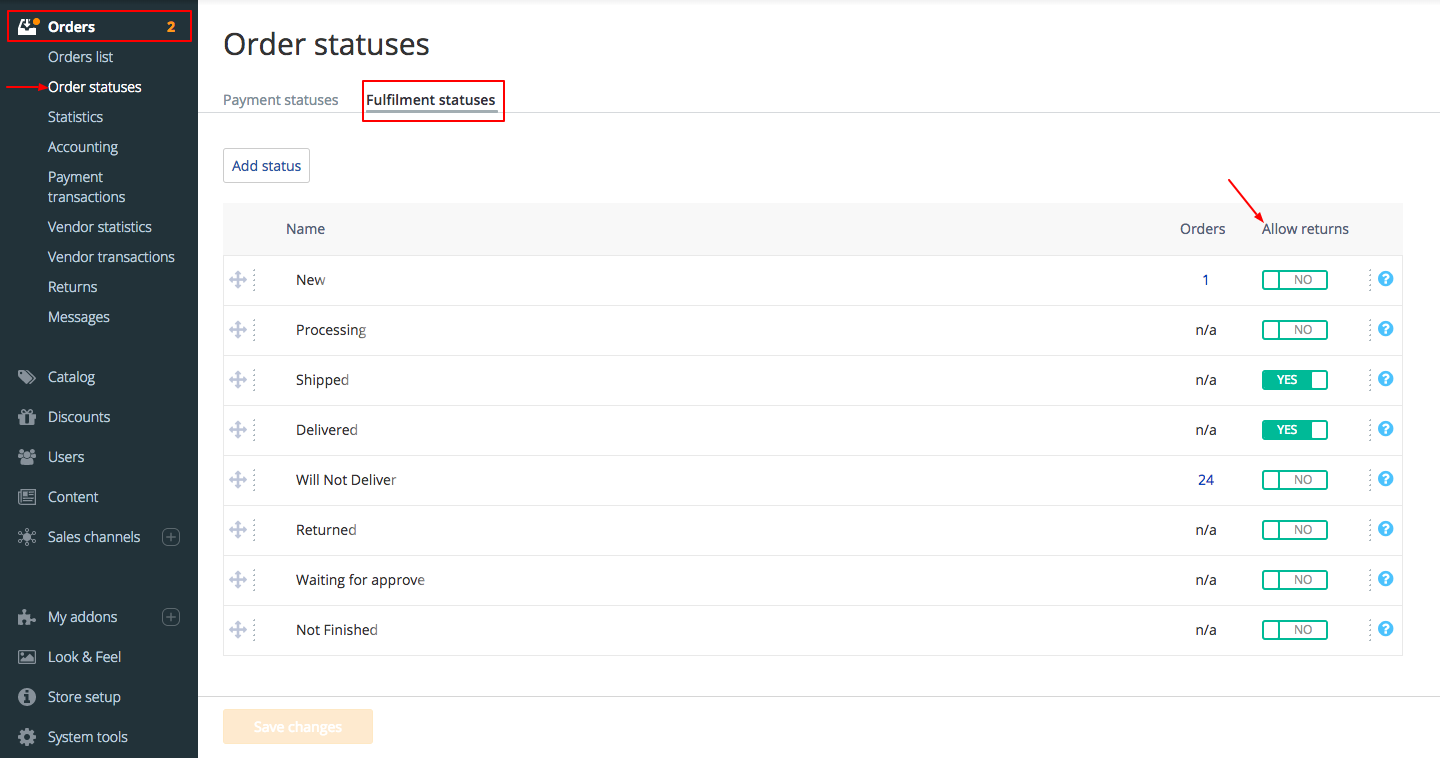 Orders 2
Orders list
Order statuses
Statistics
Accounting
Payment
transactions
Vendor statistics
Vendor transactions
Returns
Messages
Catalog
Discounts
Users
Content
Sales channels
My addons
Look & Feel
Store setup
System tools
Order statuses
Payment statuses Fulfilment statuses
Add status
Name Orders Allow returns
New 1 NO ?
Processing n/a NO ?
Shipped n/a YES ?
Delivered n/a YES ?
Will Not Deliver 24 NO ?
Returned n/a NO ?
Waiting for approve n/a NO ?
Not Finished n/a NO ?
Save changes